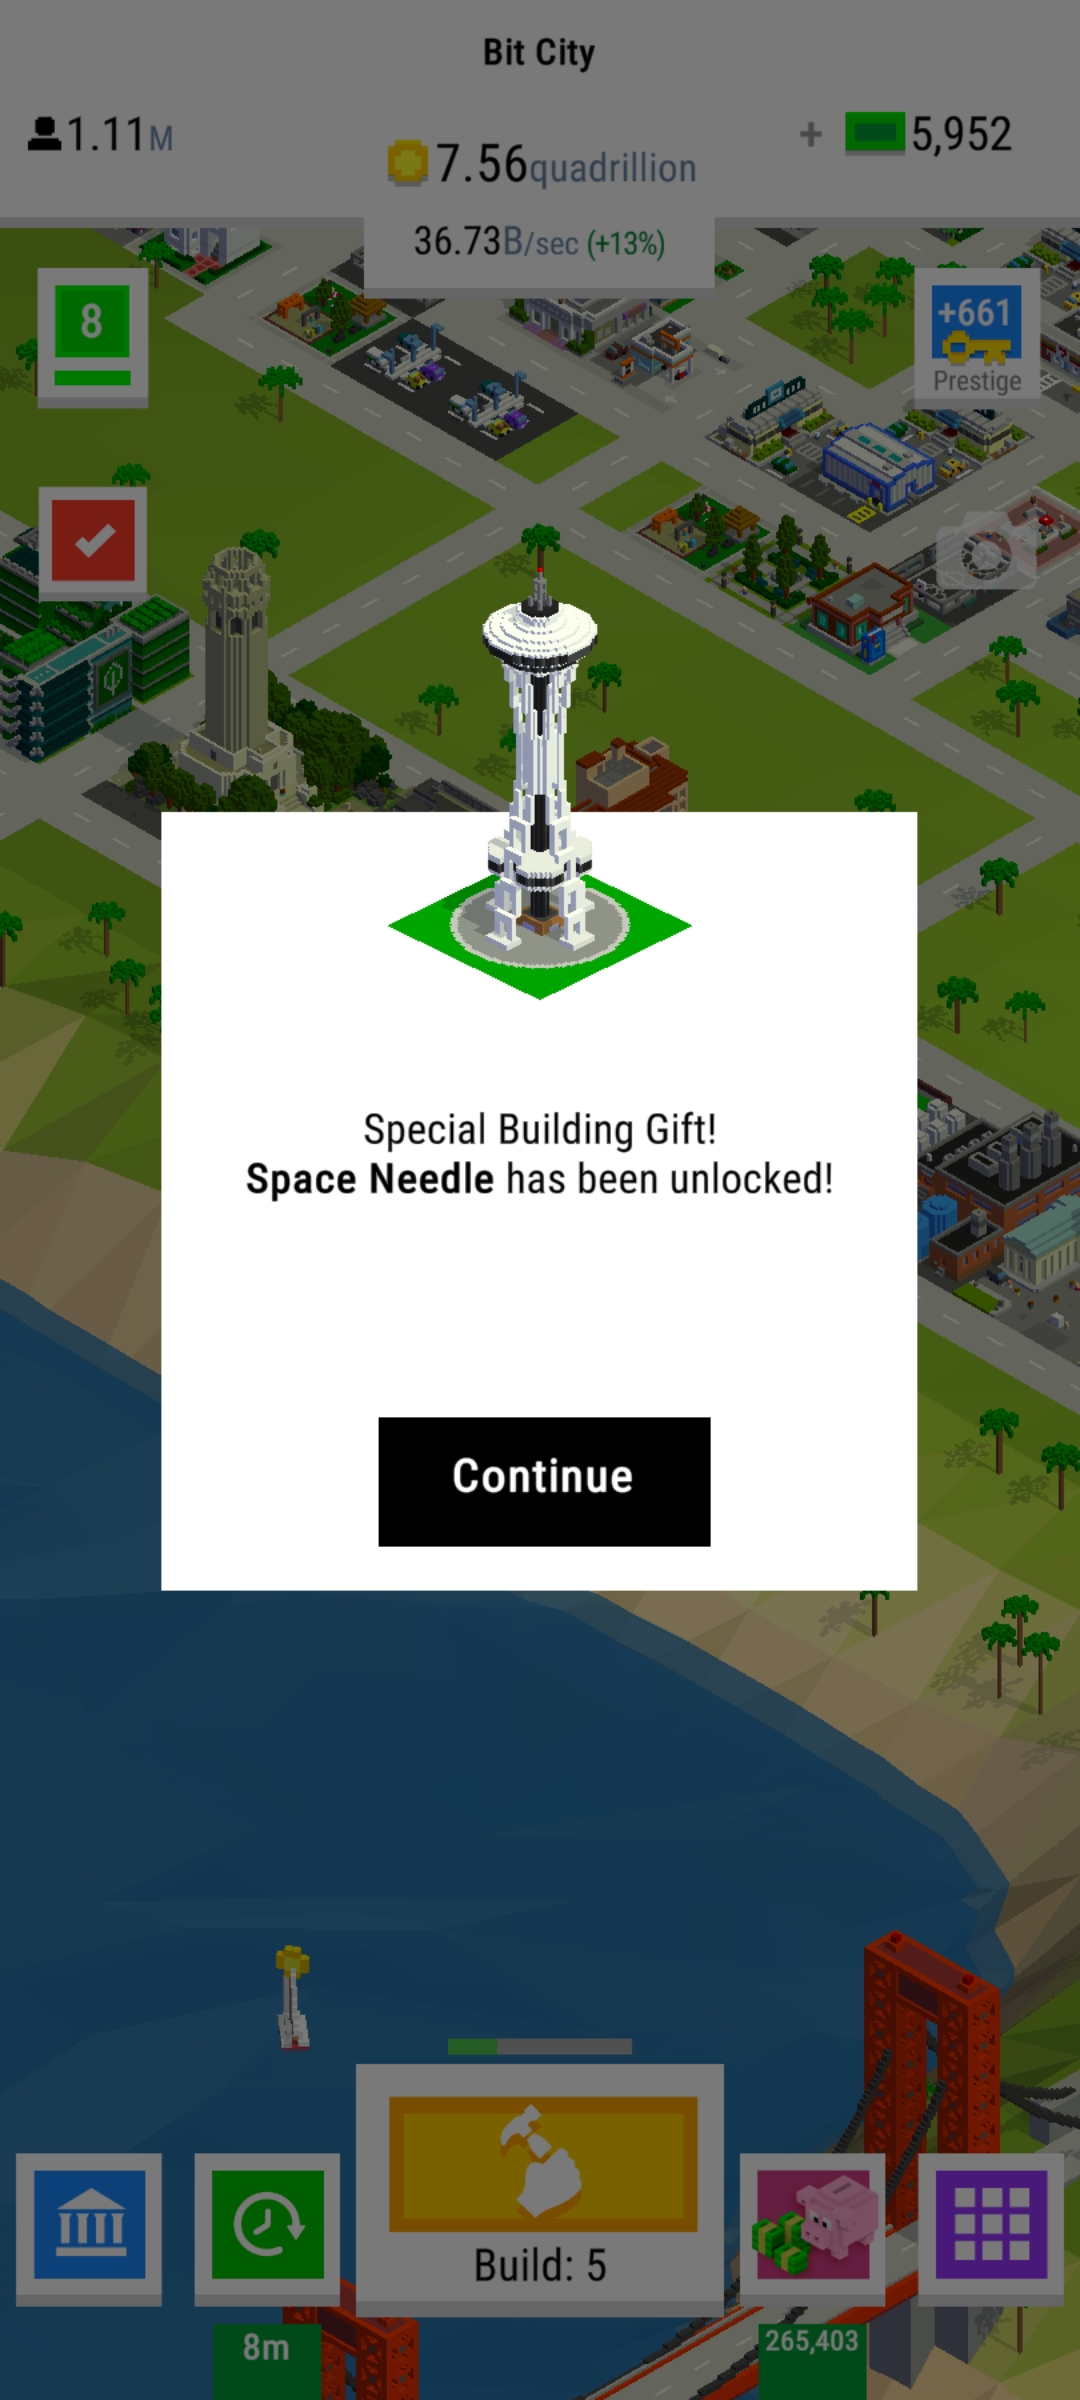 Bit City
1.11M
7.56quadrillion
+ 5,952
36.73B/sec (+13%)
8
+661
Prestige
Special Building Gift!
Space Needle has been unlocked!
Continue
Build: 5
8m
265,403